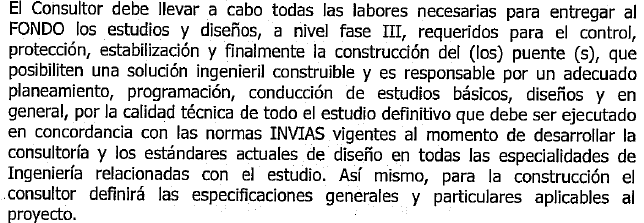 El Consultor debe llevar a cabo todas las labores necesarias para entregar al
FONDO los estudios y diseños, a nivel fase III, requeridos para el control,
protección, estabilización y finalmente la construcción del (los) puente (s), que
posibiliten una solución ingenieril construible y es responsable por un adecuado
planeamiento, programación, conducción de estudios básicos, diseños y en
general, por la calidad técnica de todo el estudio definitivo que debe ser ejecutado
en concordancia con las normas INVIAS vigentes al momento de desarrollar la
consultoría y los estándares actuales de diseño en todas las especialidades de
Ingeniería relacionadas con el estudio. Así mismo, para la construcción el
consultor definirá las especificaciones generales y particulares aplicables al
proyecto.